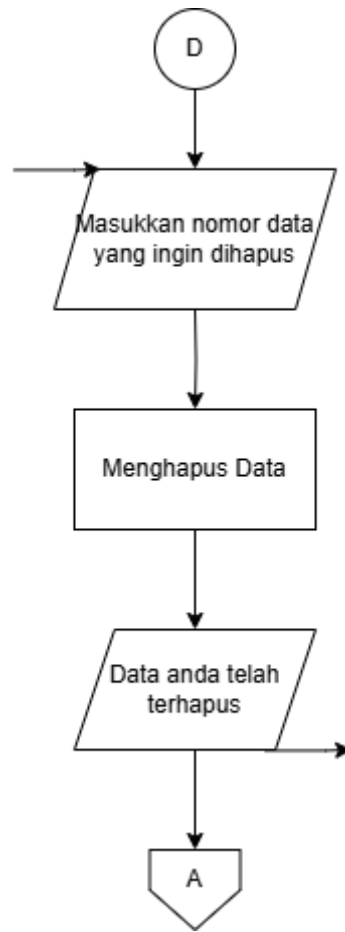 D
Masukkan nomor data
yang ingin dihapus
Menghapus Data
Data anda telah
terhapus
A